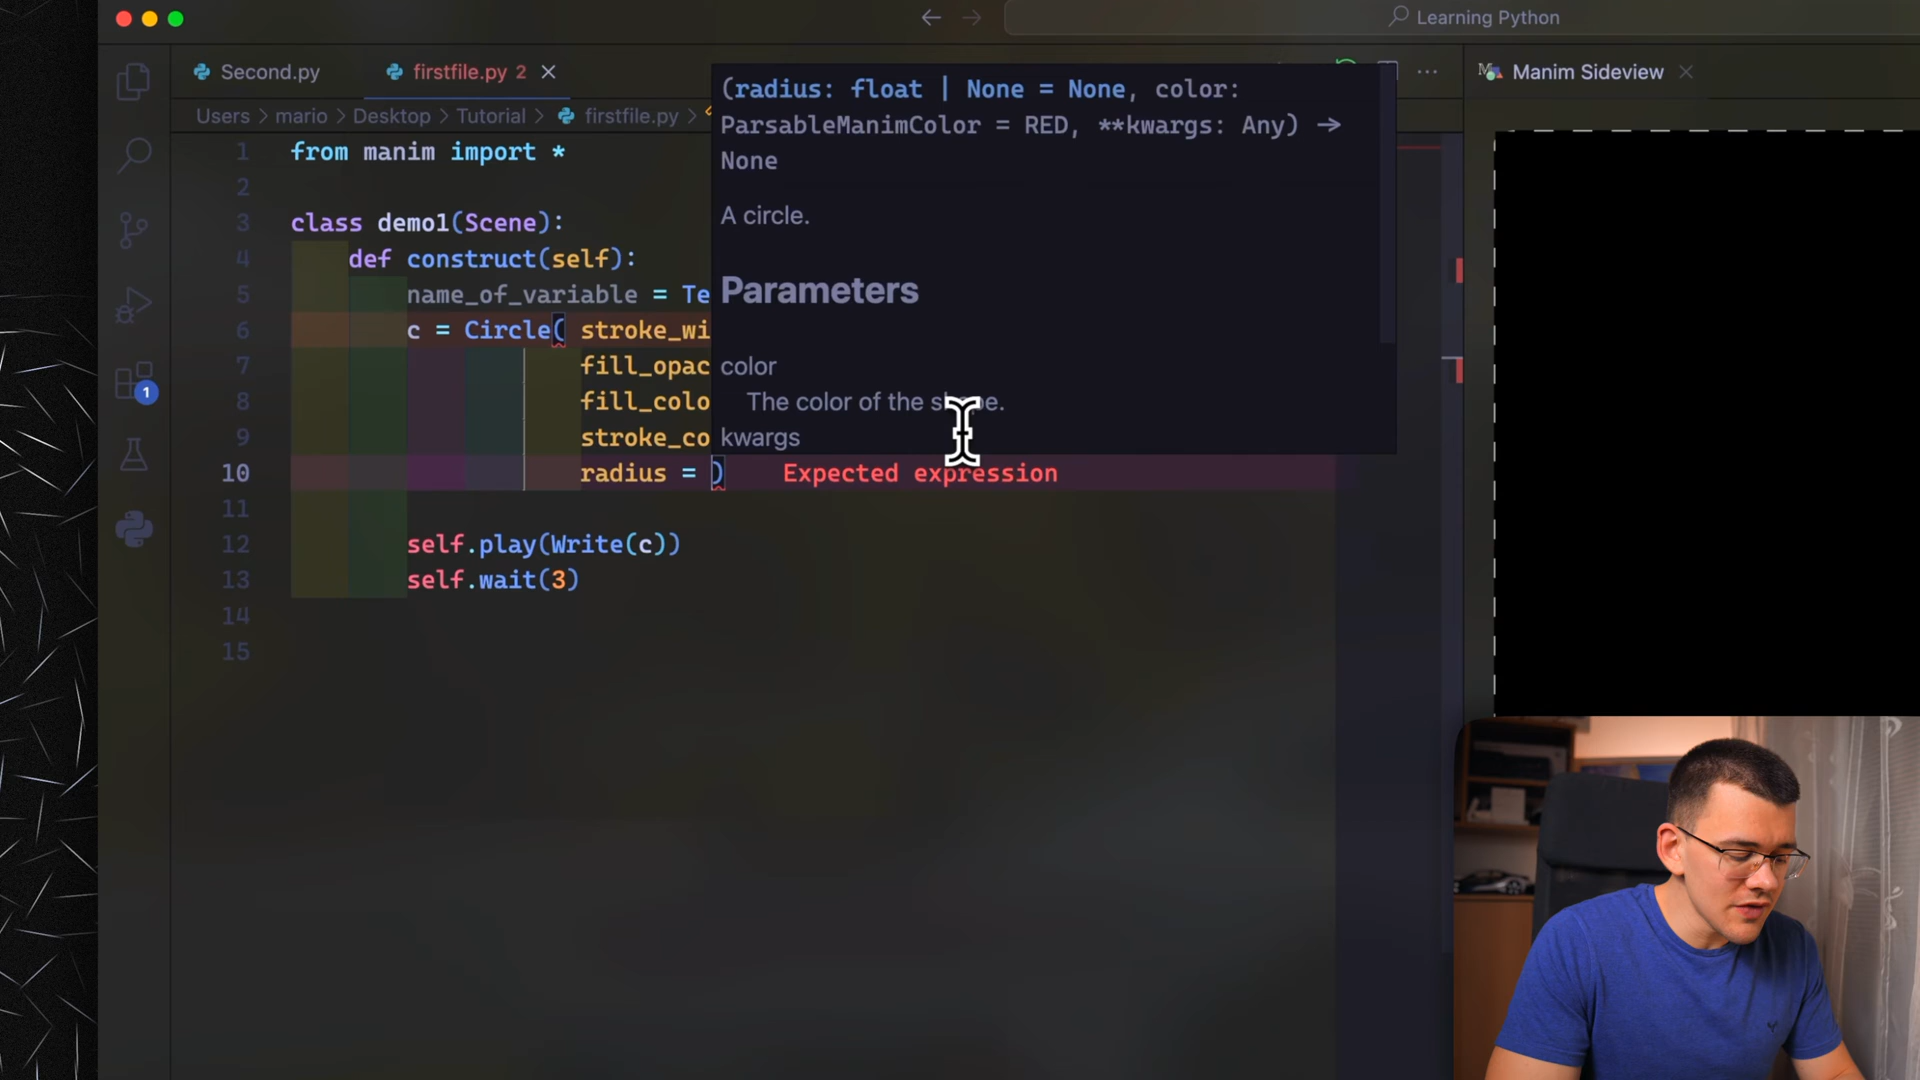 Learning Python
Second.py
firstfile.py 2
Manim Sideview
Users > mario > Desktop > Tutorial > firstfile.py >
1 from manim import *
2
3 class demo1(Scene):
4 def construct(self):
5 name_of_variable = Te
6 c = Circle( stroke_wi
7 fill_opac
8 fill_colo
9 stroke_co
10 radius = ) Expected expression
11
12 self.play(Write(c))
13 self.wait(3)
14
15
(radius: float | None = None, color:
ParsableManimColor = RED, **kwargs: Any) →
None
A circle.
Parameters
color
The color of the shape.
kwargs
1